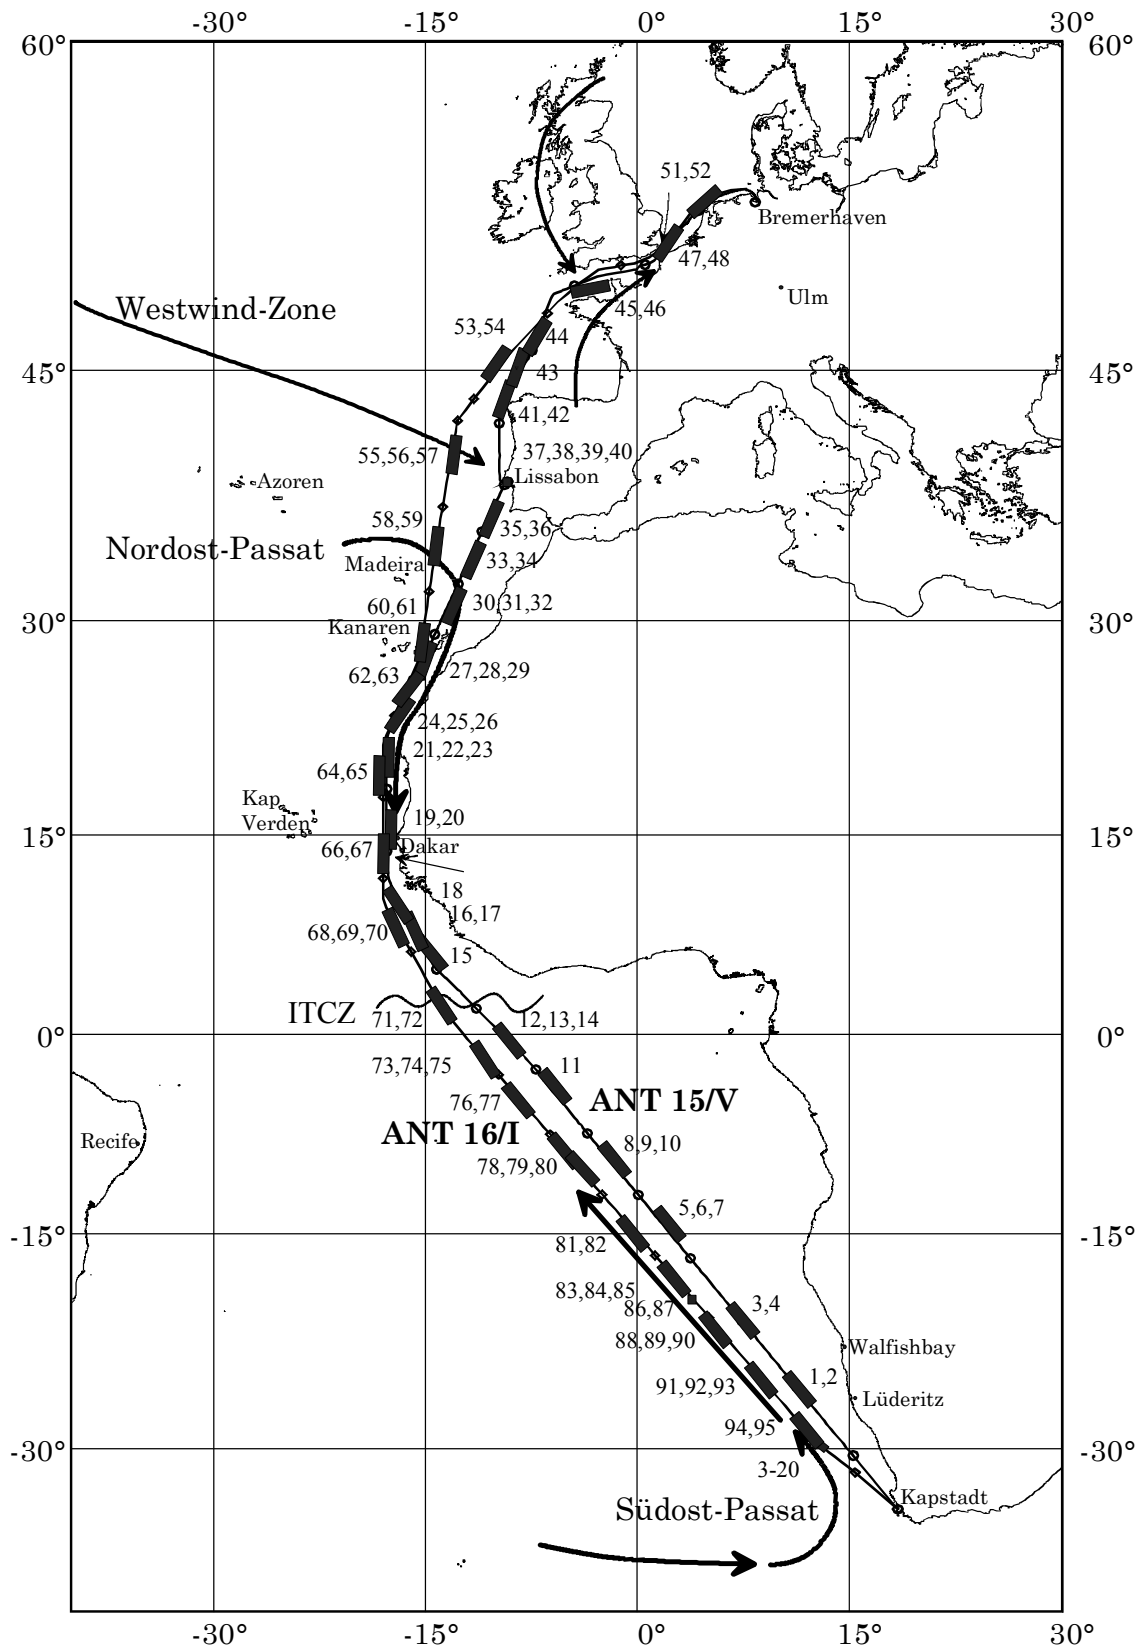 -30° -15° 0° 15° 30°
60° 60°
51,52
Bremerhaven
47,48
Ulm
Westwind-Zone
45,46
53,54
44
45° 45°
43
41,42
37,38,39,40
55,56,57
Lissabon
Azoren
58,59
35,36
Nordost-Passat
33,34
Madeira
30,31,32
60,61
30° 30°
Kanaren
27,28,29
62,63
24,25,26
21,22,23
64,65
Kap
Verden
19,20
15° 15°
Dakar
66,67
18
16,17
68,69,70
15
ITCZ
71,72
12,13,14
0° 0°
73,74,75
11
76,77
ANT 15/V
ANT 16/I
Recife
8,9,10
78,79,80
5,6,7
-15° -15°
81,82
83,84,85
3,4
86,87
88,89,90
Walfishbay
1,2
91,92,93
Lüderitz
94,95
-30° -30°
3-20
Kapstadt
Südost-Passat
-30° -15° 0° 15° 30°